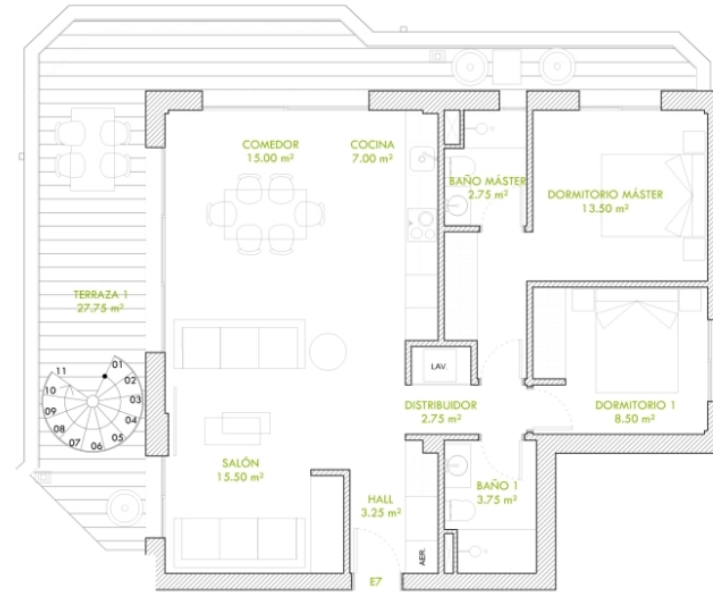 COMEDOR
15.00 m²
COCINA
7.00 m²
BAÑO MÁSTER
2.75 m²
DORMITORIO MÁSTER
13.50 m²
TERRAZA 1
27.75 m²
11
01
10
02
09
03
08
04
07
06
05
LAV.
DISTRIBUIDOR
2.75 m²
DORMITORIO 1
8.50 m²
SALÓN
15.50 m²
HALL
3.25 m²
BAÑO 1
3.75 m²
AER.
E7